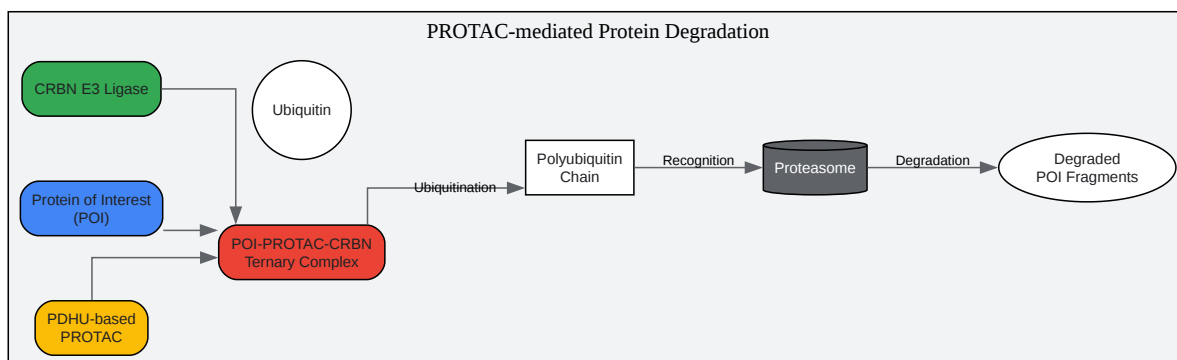 PROTAC-mediated Protein Degradation
CRBN E3 Ligase
Ubiquitin
Polyubiquitin
Chain
Recognition
Proteasome
Degradation
Degraded
POI Fragments
Ubiquitination
Protein of Interest
(POI)
POI-PROTAC-CRBN
Ternary Complex
PDHU-based
PROTAC